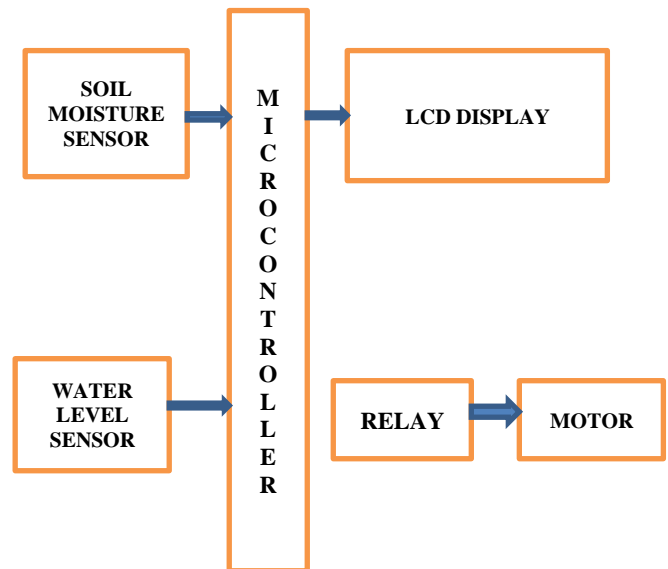 SOIL
MOISTURE
SENSOR
M
I
C
R
O
C
O
N
T
R
O
L
L
E
R
LCD DISPLAY
WATER
LEVEL
SENSOR
RELAY
MOTOR